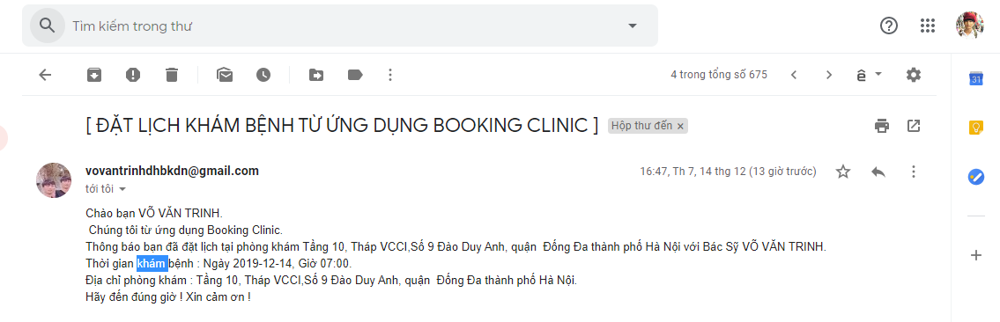 Tìm kiếm trong thư
4 trong tổng số 675
[ ĐẶT LỊCH KHÁM BỆNH TỪ ỨNG DỤNG BOOKING CLINIC ] Hộp thư đến ×
vovantrinhdhbkdn@gmail.com 16:47, Th 7, 14 thg 12 (13 giờ trước)
tới tôi
Chào bạn VÕ VĂN TRINH.
Chúng tôi từ ứng dụng Booking Clinic.
Thông báo bạn đã đặt lịch tại phòng khám Tầng 10, Tháp VCCI,Số 9 Đào Duy Anh, quận  Đống Đa thành phố Hà Nội với Bác Sỹ VÕ VĂN TRINH.
Thời gian khám bệnh : Ngày 2019-12-14, Giờ 07:00.
Địa chỉ phòng khám : Tầng 10, Tháp VCCI,Số 9 Đào Duy Anh, quận  Đống Đa thành phố Hà Nội.
Hãy đến đúng giờ ! Xin cảm ơn !
ê
31